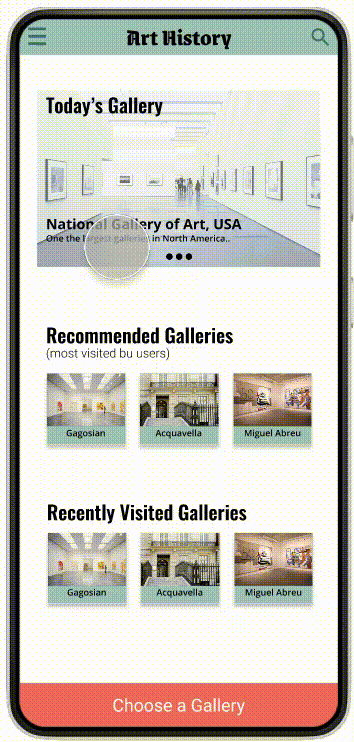 Art History
Today's Gallery
National Gallery of Art, USA
One the largest galleries in North America..
Recommended Galleries
(most visited bu users)
Gagosian
Acquavella
Miguel Abreu
Recently Visited Galleries
Gagosian
Acquavella
Miguel Abreu
Choose a Gallery